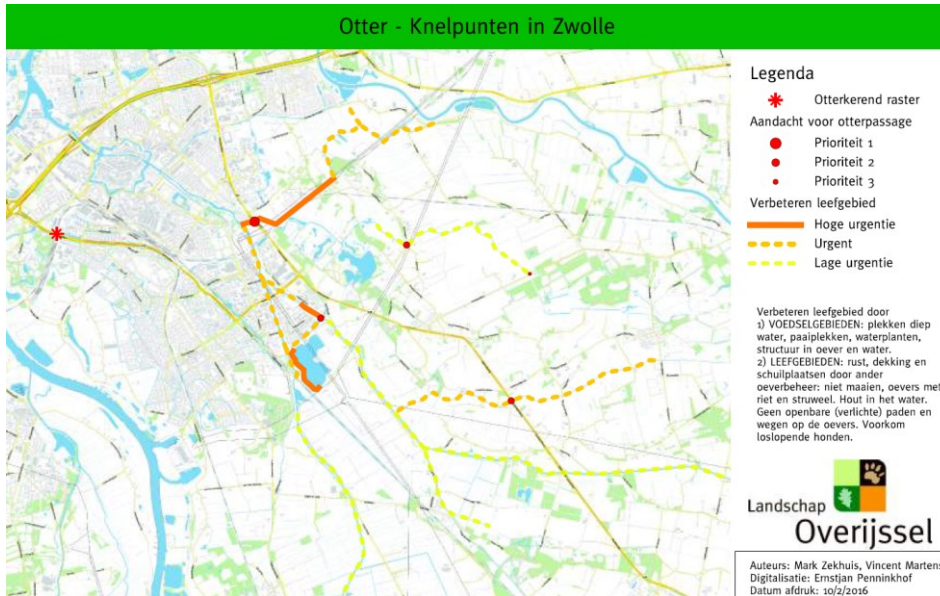 Otter - Knelpunten in Zwolle
Legenda
Otterkerend raster
Aandacht voor otterpassage
Prioriteit 1
Prioriteit 2
Prioriteit 3
Verbeteren leefgebied
Hoge urgentie
Urgent
Lage urgentie
Verbeteren leefgebied door
1) VOEDSELGEBIEDEN: plekken diep
water, paaiplekken, waterplanten,
structuur in oever en water.
2) LEEFGEBIEDEN: rust, dekking en
schuilplaatsen door ander
oeverbeheer: niet maaien, oevers met
riet en struweel. Hout in het water.
Geen openbare (verlichte) paden en
wegen op de oevers. Voorkom
loslopende honden.
Landschap
Overijssel
Auteurs: Mark Zekhuis, Vincent Martens
Digitalisatie: Ernstjan Penninkhof
Datum afdruk: 10/2/2016